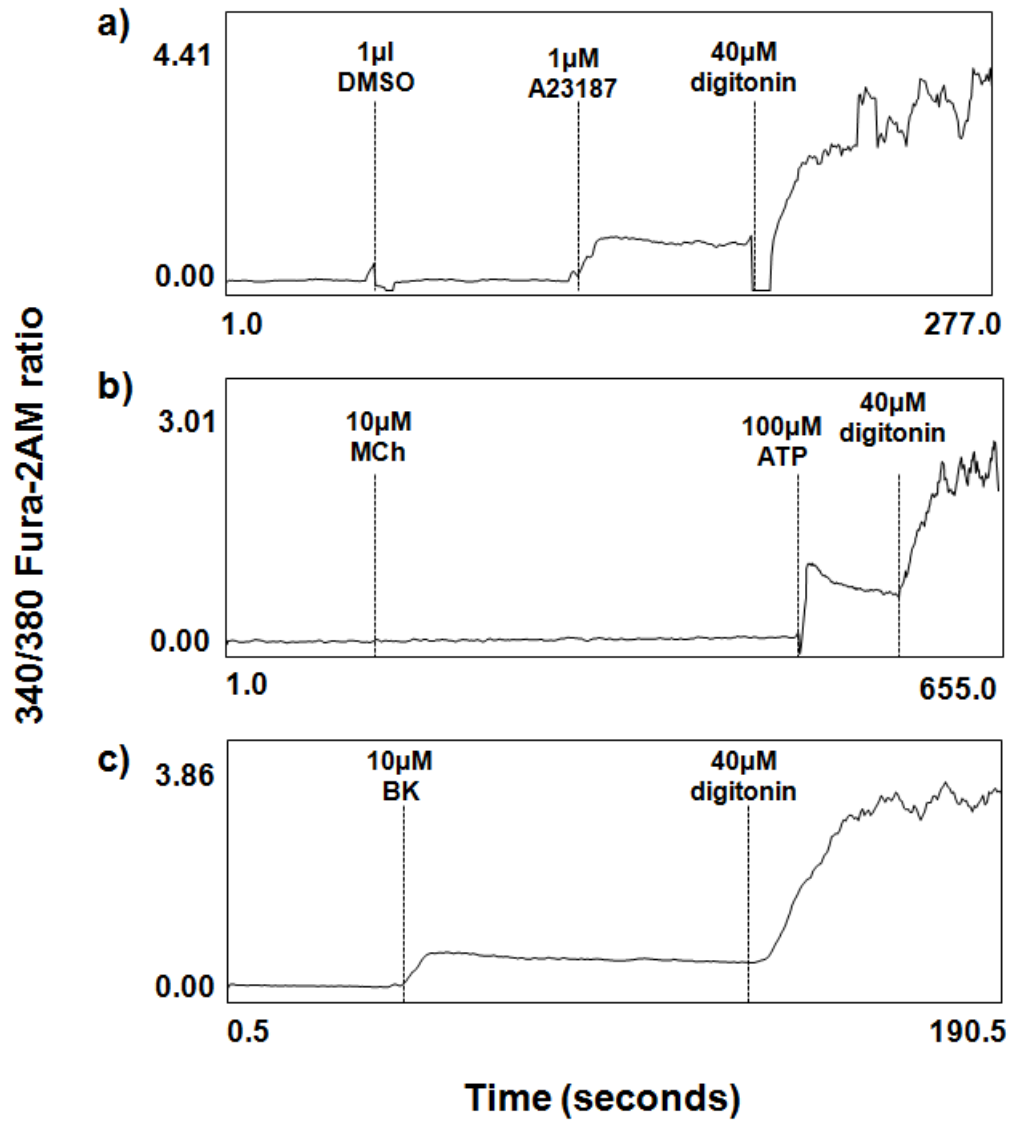 340/380 Fura-2AM ratio
a)
4.41
0.00
1µl
DMSO
1µM
A23187
40µM
digitonin
1.0
277.0
b)
3.01
0.00
10µM
MCh
100µM
ATP
40µM
digitonin
1.0
655.0
c)
3.86
0.00
10µM
BK
40µM
digitonin
0.5
190.5
Time (seconds)